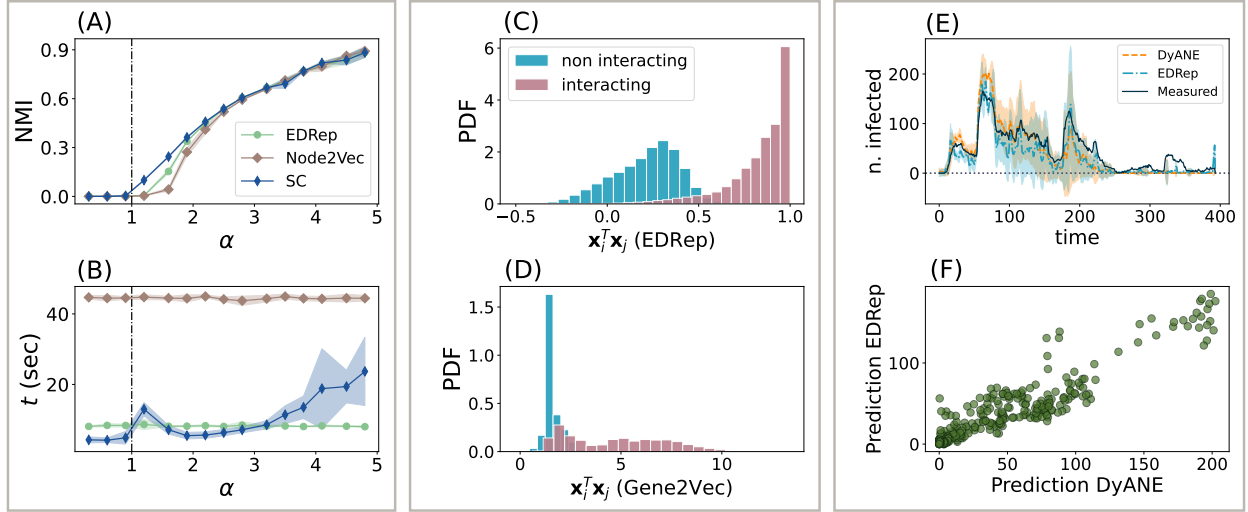 (A)
0.9
0.6
0.3
0.0
NMI
EDRep
Node2Vec
SC
1 2 3 4 5
α
(B)
40
20
t (sec)
1 2 3 4 5
α
(C)
6
4
2
0
PDF
non interacting
interacting
−0.5 0.0 0.5 1.0
x_i^T x_j (EDRep)
(D)
1.5
1.0
0.5
0.0
PDF
0 5 10
x_i^T x_j (Gene2Vec)
(E)
200
100
0
n. infected
DyANE
EDRep
Measured
0 100 200 300 400
time
(F)
100
0
Prediction EDRep
0 50 100 150 200
Prediction DyANE